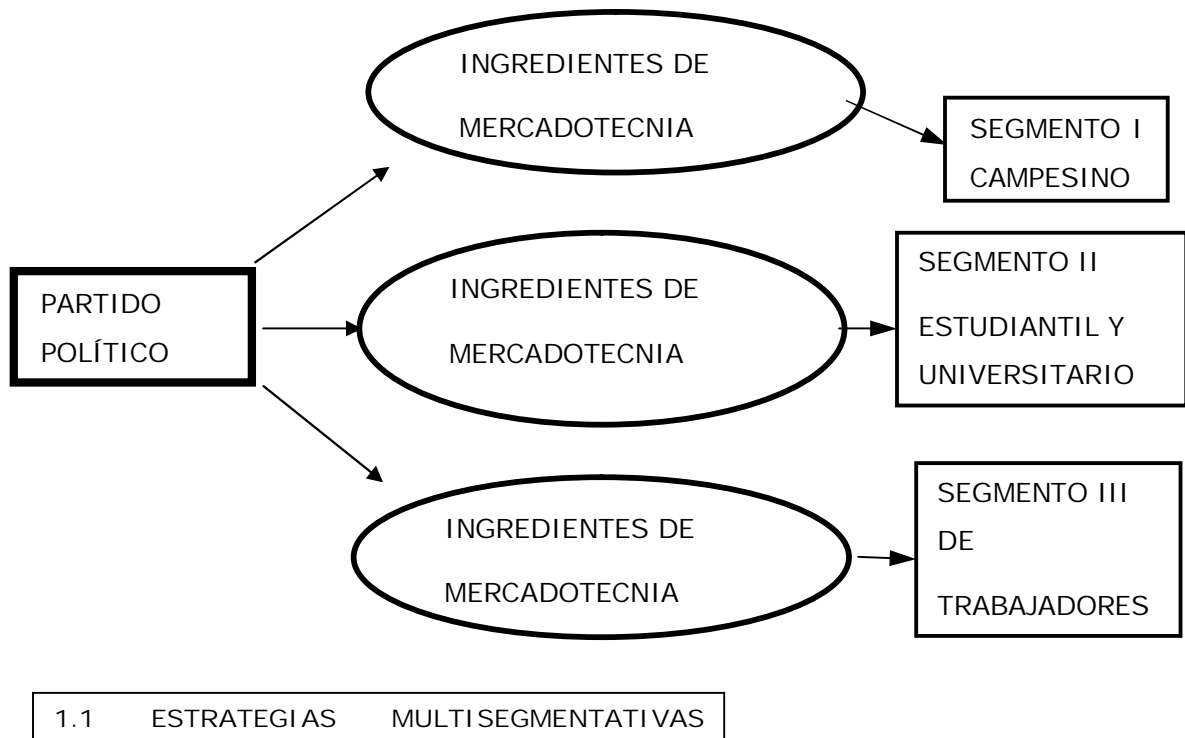 INGREDIENTES DE
MERCADOTECNIA
SEGMENTO I
CAMPESINO
PARTIDO
POLÍTICO
INGREDIENTES DE
MERCADOTECNIA
SEGMENTO II
ESTUDIANTIL Y
UNIVERSITARIO
INGREDIENTES DE
MERCADOTECNIA
SEGMENTO III
DE
TRABAJADORES
1.1 ESTRATEGIAS MULTISEGMENTATIVAS